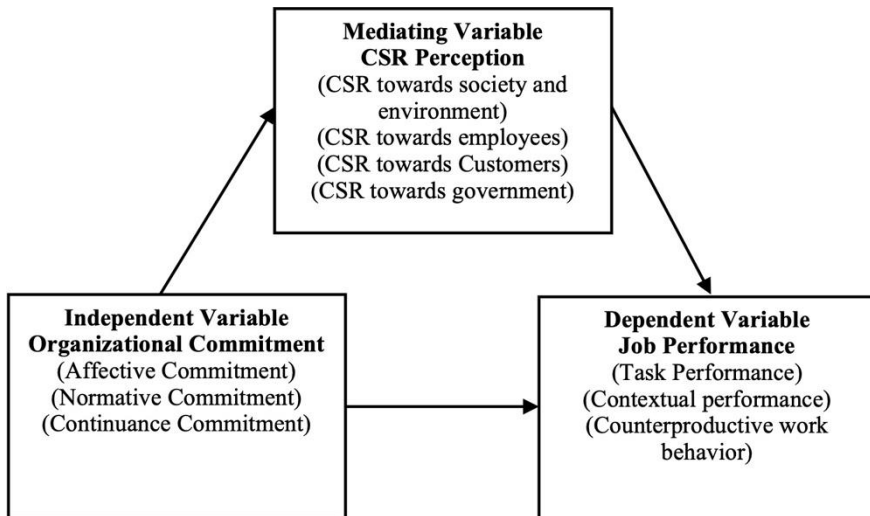 Mediating Variable
CSR Perception
(CSR towards society and
environment)
(CSR towards employees)
(CSR towards Customers)
(CSR towards government)
Independent Variable
Organizational Commitment
(Affective Commitment)
(Normative Commitment)
(Continuance Commitment)
Dependent Variable
Job Performance
(Task Performance)
(Contextual performance)
(Counterproductive work
behavior)